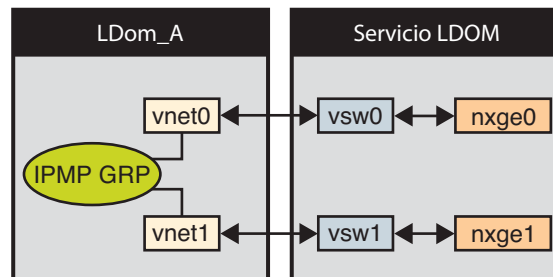 LDom_A
Servicio LDOM
vnet0
vsw0
nxge0
IPMP GRP
vnet1
vsw1
nxge1